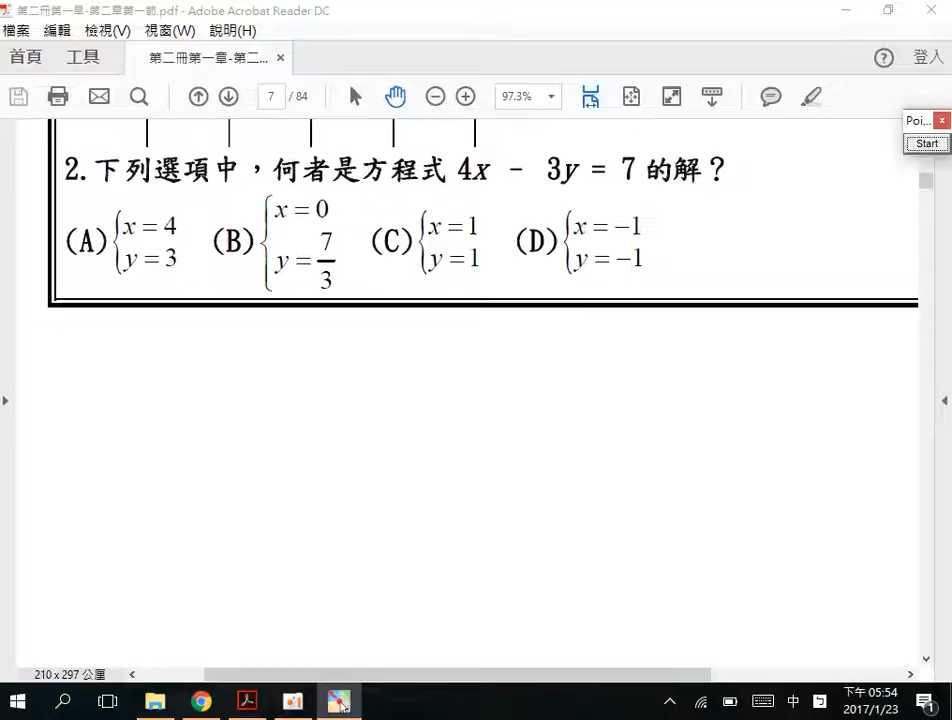 第二冊第一章-第二章第一節.pdf - Adobe Acrobat Reader DC
檔案 編輯 檢視(V) 視窗(W) 說明(H)
首頁 工具 第二冊第一章-第二... × ? 登入
7 / 84 97.3%
Poi... x
Start
2.下列選項中，何者是方程式 4x － 3y = 7 的解？
(A) x = 4 y = 3 (B) x = 0 y = 7/3 (C) x = 1 y = 1 (D) x = −1 y = −1
210 x 297 公厘
中 下午 05:54
2017/1/23
1